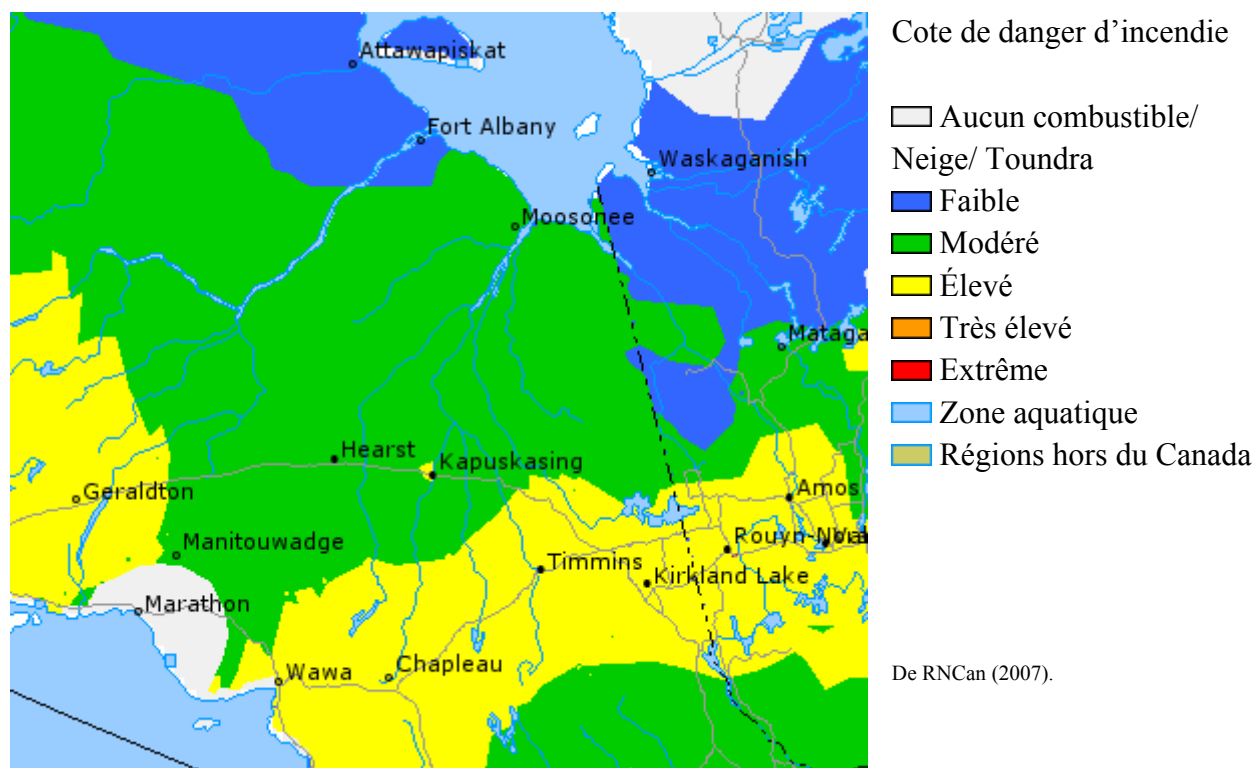 Attawapiskat
Fort Albany
Waskaganish
Moosonee
Mataga
Hearst
Kapuskasing
Geraldton
Amos
Manitouwadge
Rouyn-Nor
Timmins
Kirkland Lake
Marathon
Wawa
Chapleau
Cote de danger d’incendie
Aucun combustible/
Neige/ Toundra
Faible
Modéré
Élevé
Très élevé
Extrême
Zone aquatique
Régions hors du Canada
De RNCan (2007).